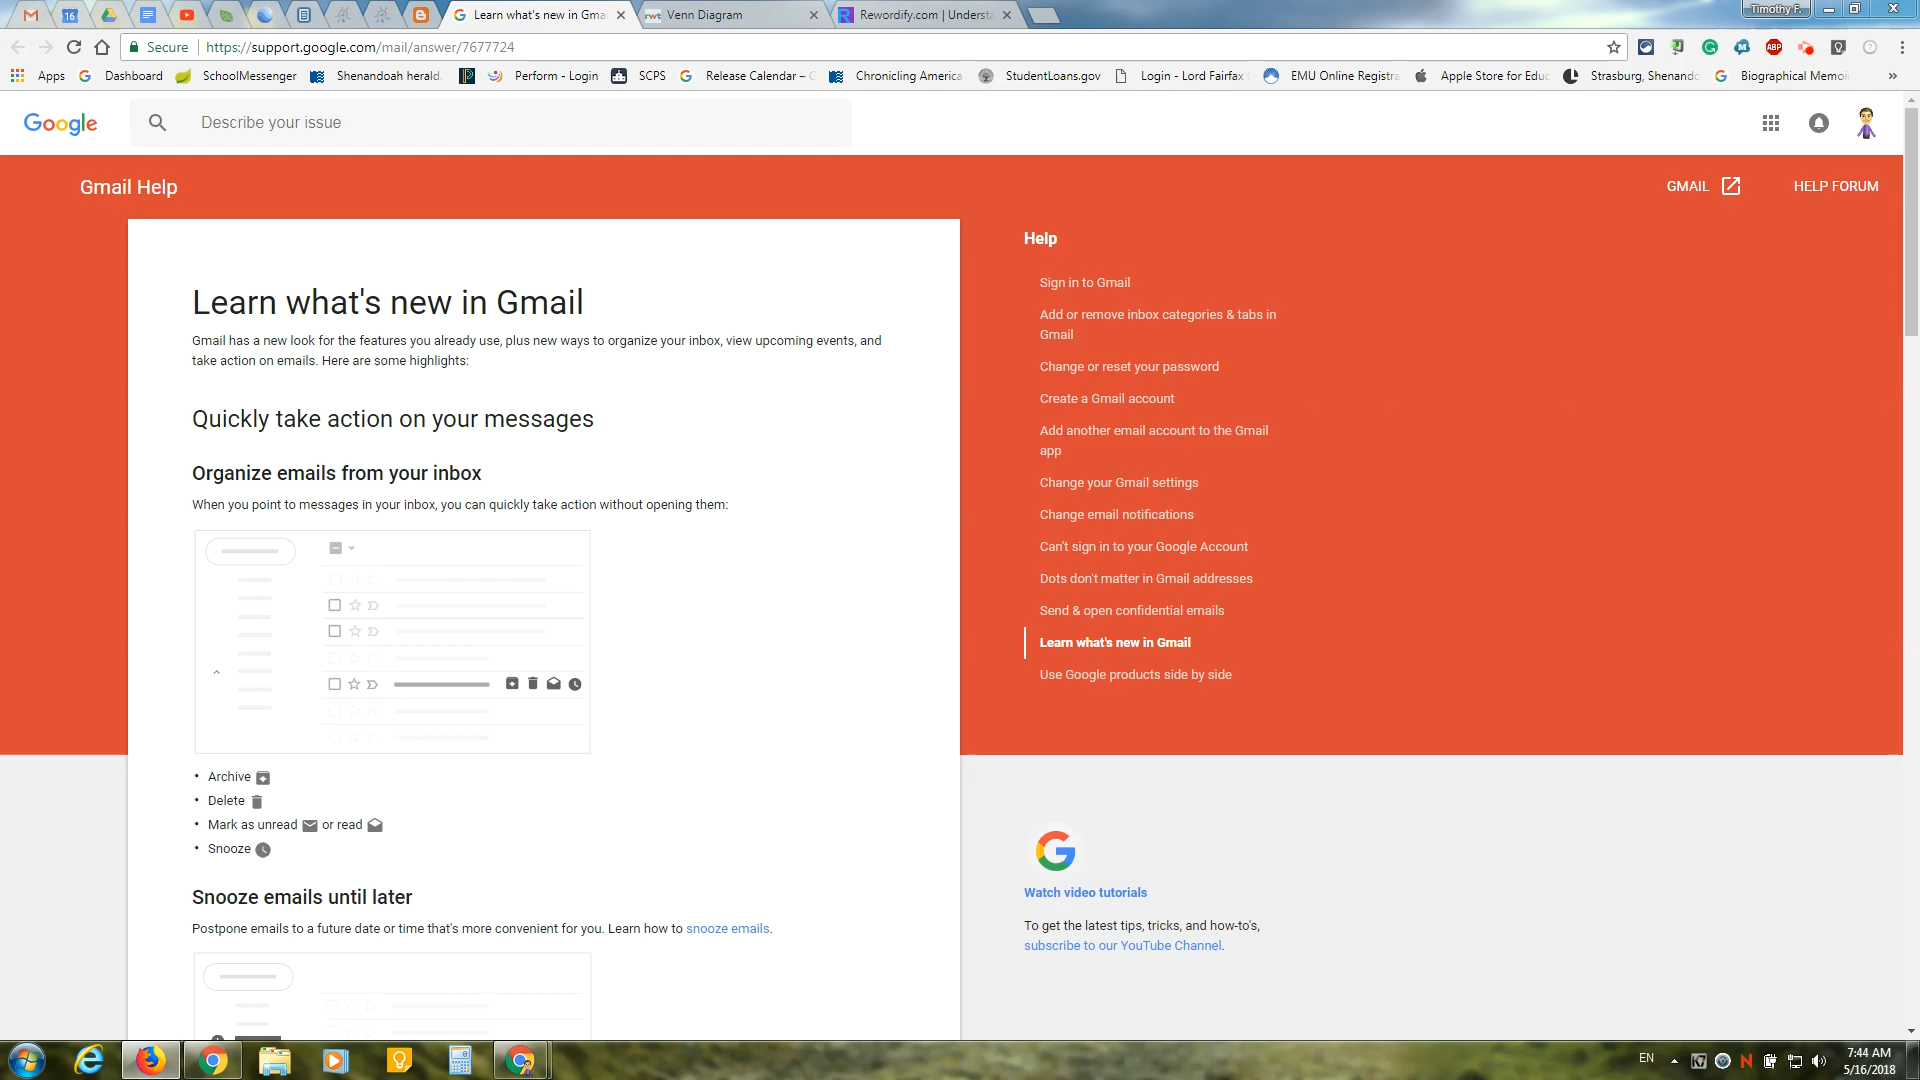 16
Learn what's new in Gma
rwt Venn Diagram
R Rewordify.com | Underst
Timothy F.
Secure
https://support.google.com/mail/answer/7677724
ABP
Apps
Dashboard
SchoolMessenger
Shenandoah herald
Perform - Login
SCPS
Release Calendar –
Chronicling America
StudentLoans.gov
Login - Lord Fairfax
EMU Online Registra
Apple Store for Educ
Strasburg, Shenando
Biographical Memoi
»
Google
Describe your issue
Gmail Help
GMAIL
HELP FORUM
Learn what's new in Gmail
Gmail has a new look for the features you already use, plus new ways to organize your inbox, view upcoming events, and
take action on emails. Here are some highlights:
Quickly take action on your messages
Organize emails from your inbox
When you point to messages in your inbox, you can quickly take action without opening them:
• Archive
• Delete
• Mark as unread or read
• Snooze
Snooze emails until later
Postpone emails to a future date or time that's more convenient for you. Learn how to snooze emails.
Help
Sign in to Gmail
Add or remove inbox categories & tabs in
Gmail
Change or reset your password
Create a Gmail account
Add another email account to the Gmail
app
Change your Gmail settings
Change email notifications
Can't sign in to your Google Account
Dots don't matter in Gmail addresses
Send & open confidential emails
Learn what's new in Gmail
Use Google products side by side
Watch video tutorials
To get the latest tips, tricks, and how-to's,
subscribe to our YouTube Channel.
EN
7:44 AM
5/16/2018